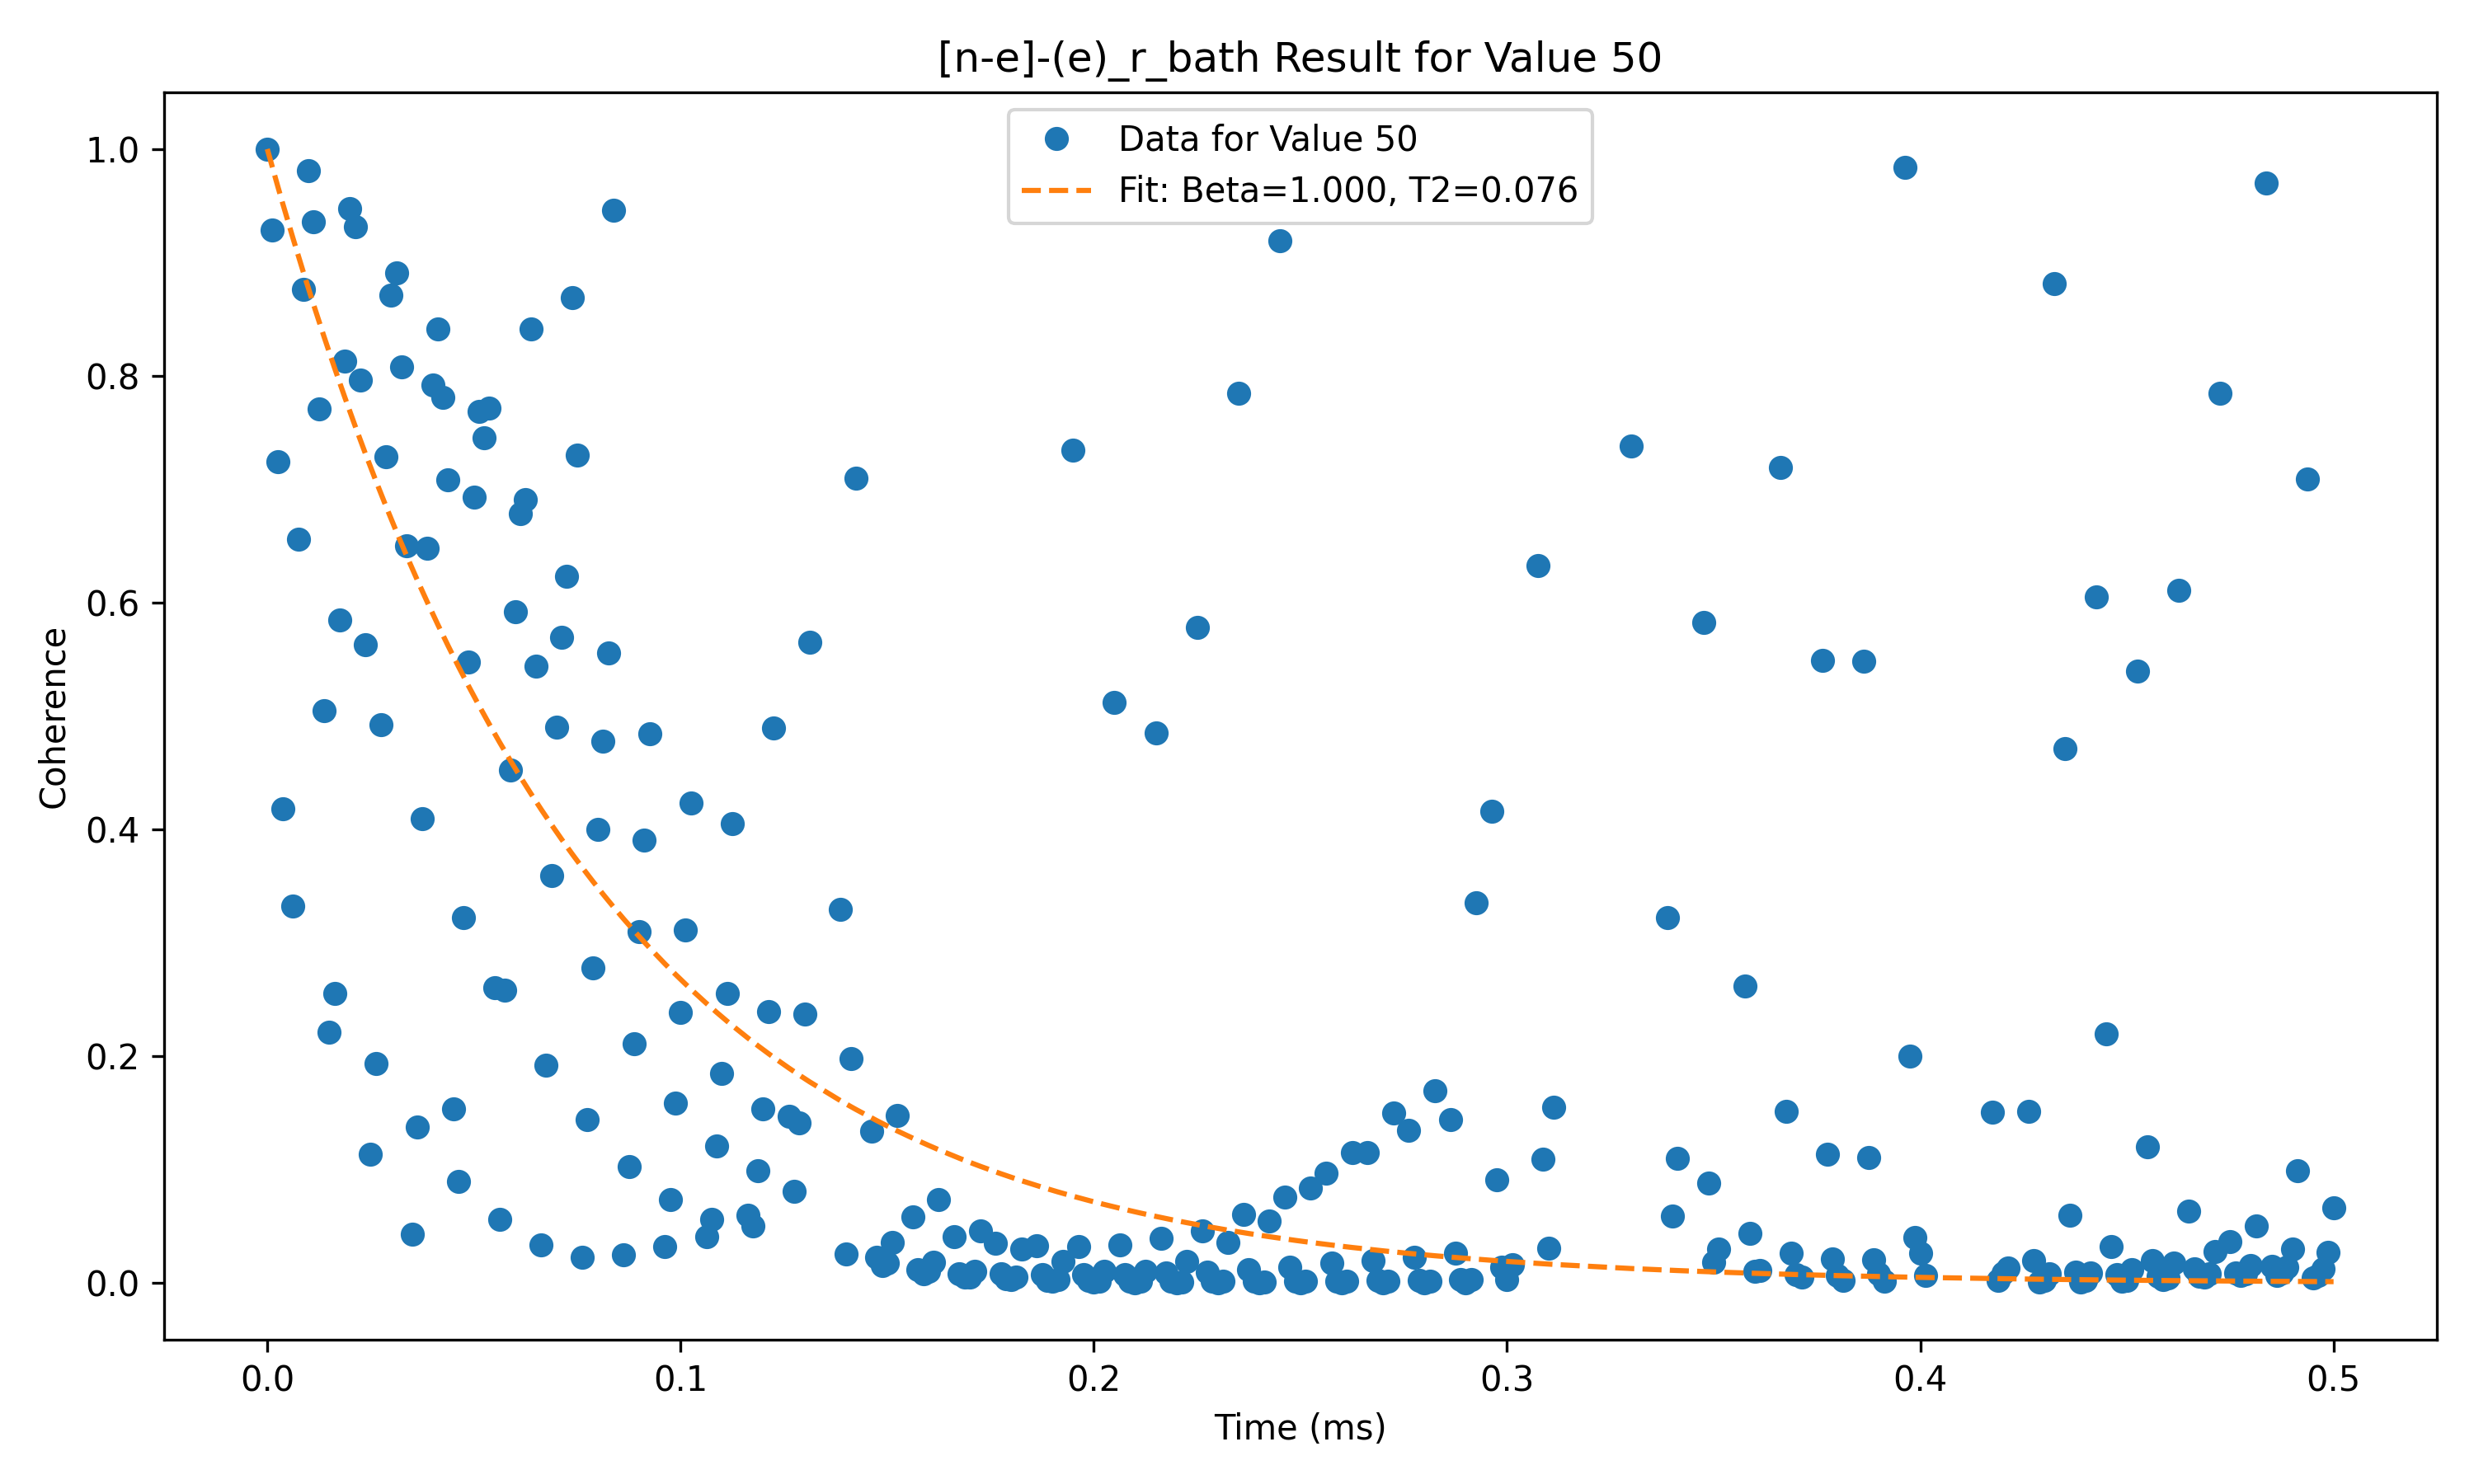 [n-e]-(e)_r_bath Result for Value 50
Data for Value 50
Fit: Beta=1.000, T2=0.076
Coherence
1.0
0.8
0.6
0.4
0.2
0.0
0.0 0.1 0.2 0.3 0.4 0.5
Time (ms)